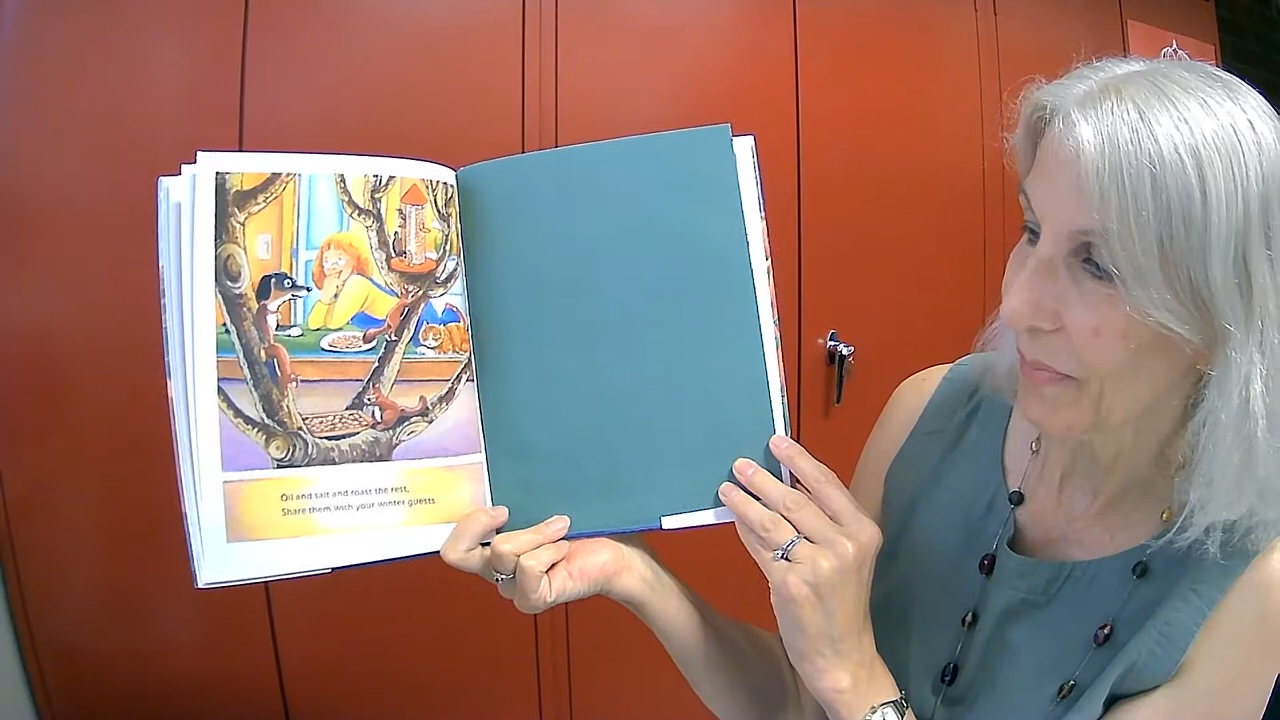 Oil and salt and roast the rest,
Share them with your winter guests.